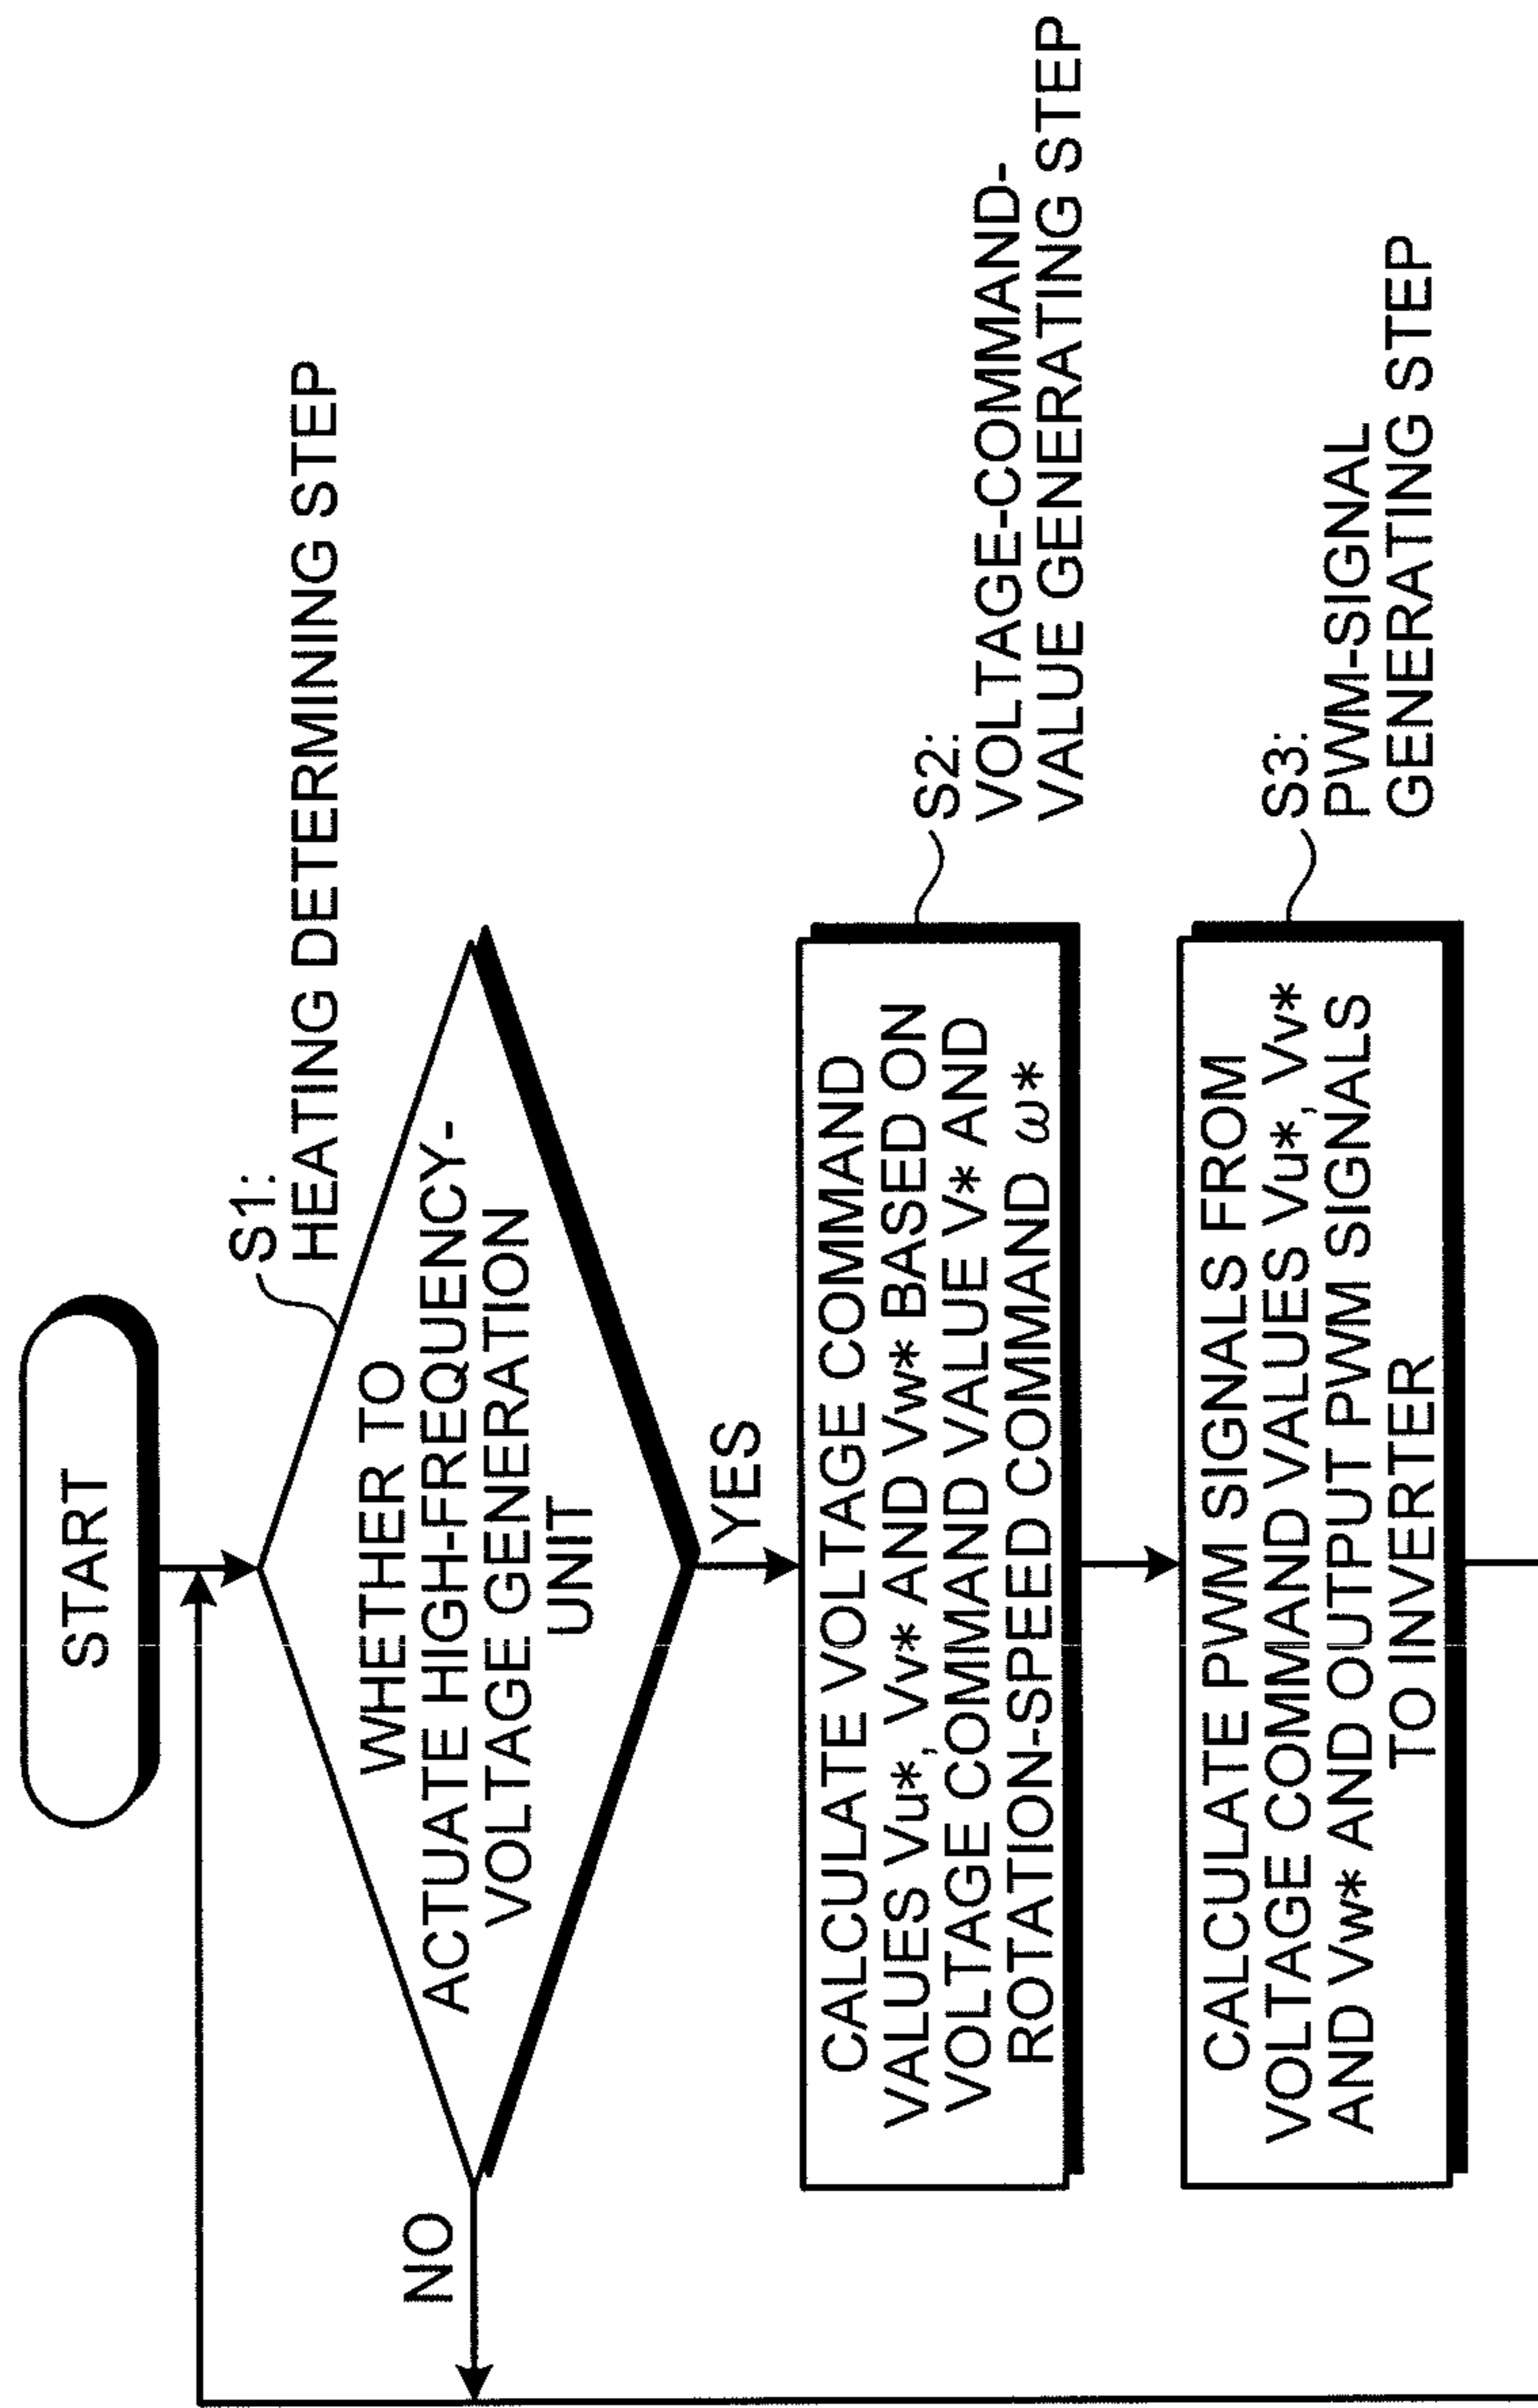 START
S1:
HEATING DETERMINING STEP
WHETHER TO
ACTUATE HIGH-FREQUENCY-
VOLTAGE GENERATION
UNIT
NO
YES
S2:
VOLTAGE-COMMAND-
VALUE GENERATING STEP
CALCULATE VOLTAGE COMMAND
VALUES Vu*, Vv* AND Vw* BASED ON
VOLTAGE COMMAND VALUE V* AND
ROTATION-SPEED COMMAND ω*
S3:
PWM-SIGNAL
GENERATING STEP
CALCULATE PWM SIGNALS FROM
VOLTAGE COMMAND VALUES Vu*, Vv*
AND Vw* AND OUTPUT PWM SIGNALS
TO INVERTER